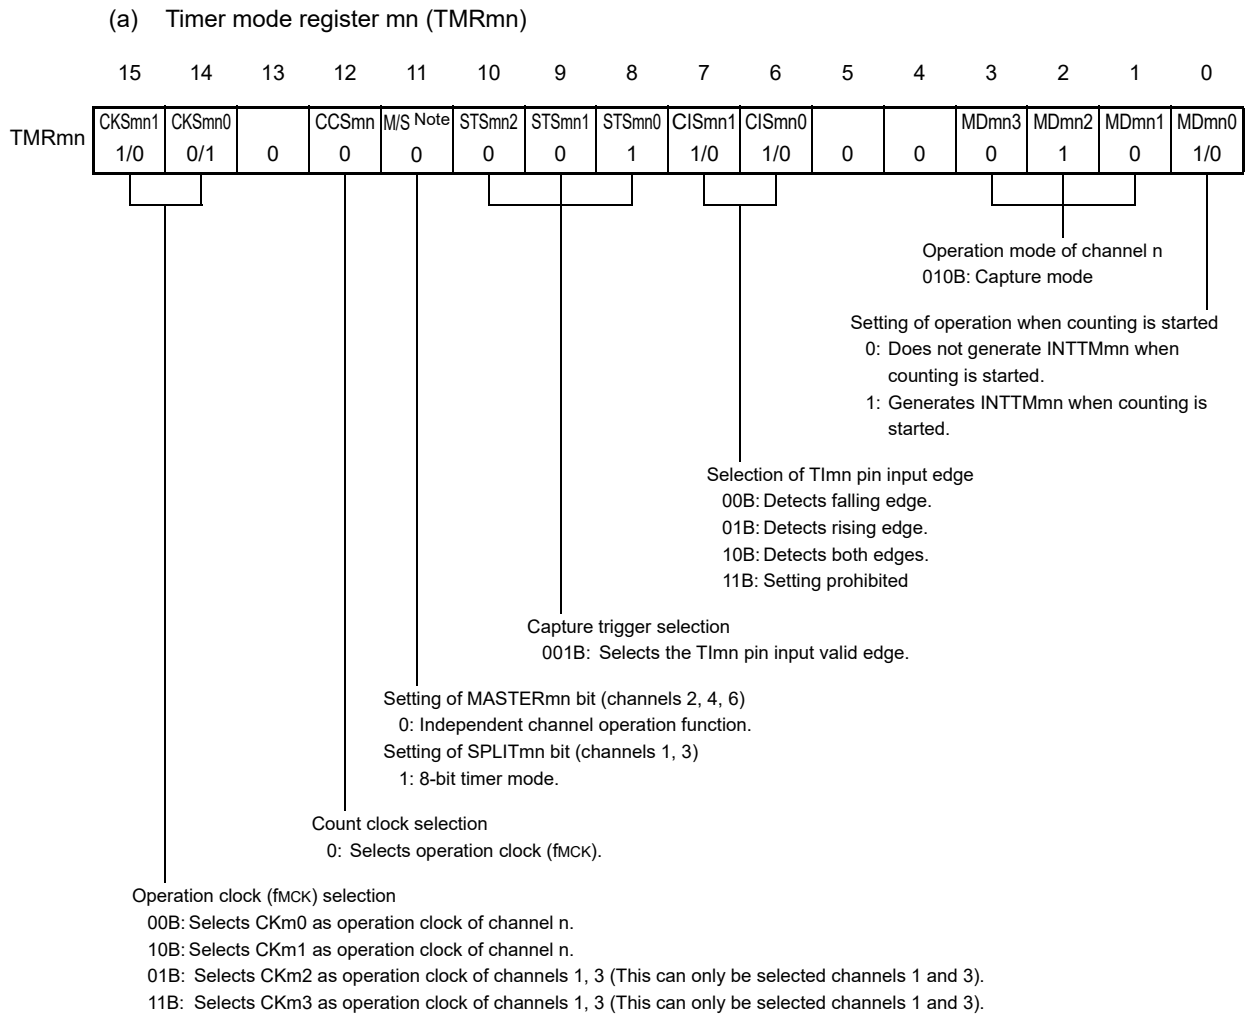 (a) Timer mode register mn (TMRmn)
15 14 13 12 11 10 9 8 7 6 5 4 3 2 1 0
TMRmn
CKSmn1 CKSmn0 CCSmn M/S Note STSmn2 STSmn1 STSmn0 CISmn1 CISmn0 MDmn3 MDmn2 MDmn1 MDmn0
1/0 0/1 0 0 0 0 0 1 1/0 1/0 0 0 0 1 0 1/0
Operation mode of channel n
010B: Capture mode
Setting of operation when counting is started
0: Does not generate INTTMmn when
counting is started.
1: Generates INTTMmn when counting is
started.
Selection of TImn pin input edge
00B: Detects falling edge.
01B: Detects rising edge.
10B: Detects both edges.
11B: Setting prohibited
Capture trigger selection
001B: Selects the TImn pin input valid edge.
Setting of MASTERmn bit (channels 2, 4, 6)
0: Independent channel operation function.
Setting of SPLITmn bit (channels 1, 3)
1: 8-bit timer mode.
Count clock selection
0: Selects operation clock (fMCK).
Operation clock (fMCK) selection
00B: Selects CKm0 as operation clock of channel n.
10B: Selects CKm1 as operation clock of channel n.
01B: Selects CKm2 as operation clock of channels 1, 3 (This can only be selected channels 1 and 3).
11B: Selects CKm3 as operation clock of channels 1, 3 (This can only be selected channels 1 and 3).